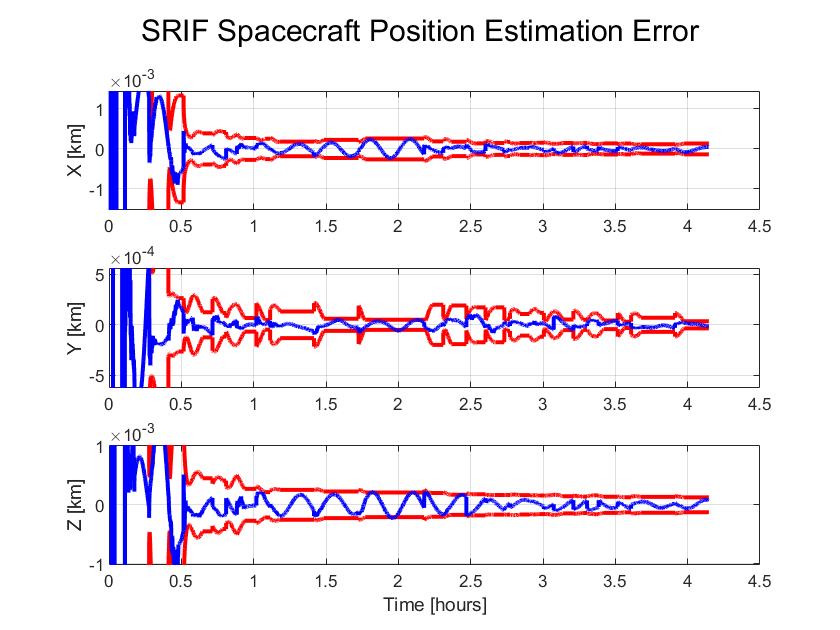 SRIF Spacecraft Position Estimation Error
×10⁻³
X [km]
1
0
-1
0 0.5 1 1.5 2 2.5 3 3.5 4 4.5
×10⁻⁴
Y [km]
5
0
-5
0 0.5 1 1.5 2 2.5 3 3.5 4 4.5
×10⁻³
Z [km]
1
0
-1
0 0.5 1 1.5 2 2.5 3 3.5 4 4.5
Time [hours]